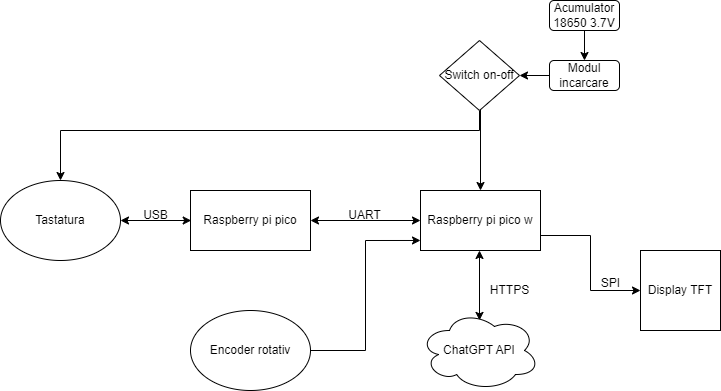 Acumulator
18650 3.7V
Modul
incarcare
Switch on-off
Tastatura
USB
Raspberry pi pico
UART
Raspberry pi pico w
HTTPS
SPI
Display TFT
Encoder rotativ
ChatGPT API